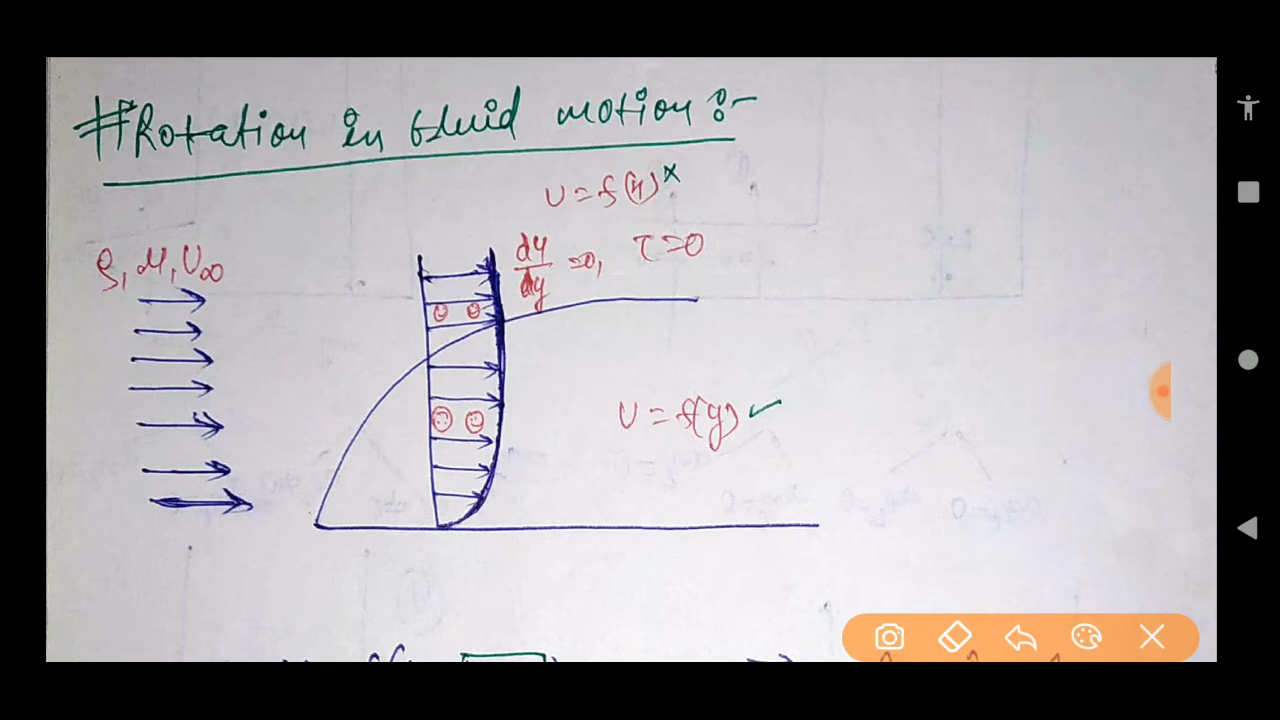 # Rotation in fluid motion :-
U = f(y) ×
ρ, μ, U∞
du/dy = 0, τ = 0
U = f(y) ✓